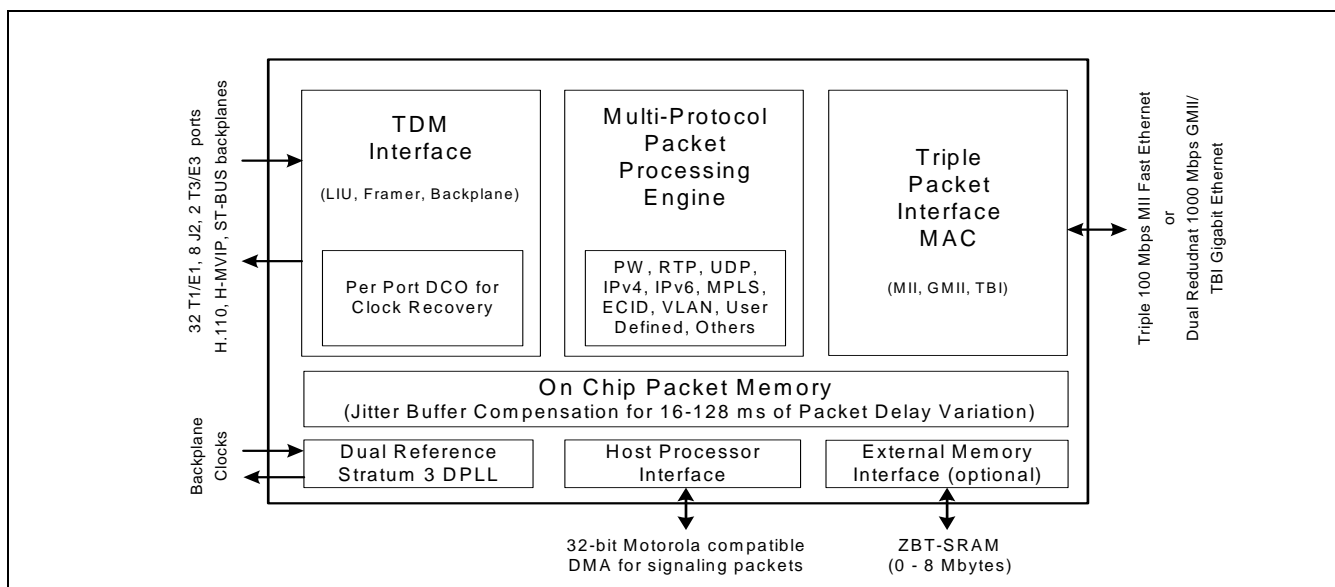 32 T1/E1, 8 J2, 2 T3/E3 ports
H.110, H-MVIP, ST-BUS backplanes
TDM
Interface
(LIU, Framer, Backplane)
Per Port DCO for
Clock Recovery
Multi-Protocol
Packet
Processing
Engine
PW, RTP, UDP,
IPv4, IPv6, MPLS,
ECID, VLAN, User
Defined, Others
Triple
Packet
Interface
MAC
(MII, GMII, TBI)
Triple 100 Mbps MII Fast Ethernet
or
Dual Redudnat 1000 Mbps GMII/
TBI Gigabit Ethernet
On Chip Packet Memory
(Jitter Buffer Compensation for 16-128 ms of Packet Delay Variation)
Backplane
Clocks
Dual Reference
Stratum 3 DPLL
Host Processor
Interface
External Memory
Interface (optional)
32-bit Motorola compatible
DMA for signaling packets
ZBT-SRAM
(0 - 8 Mbytes)